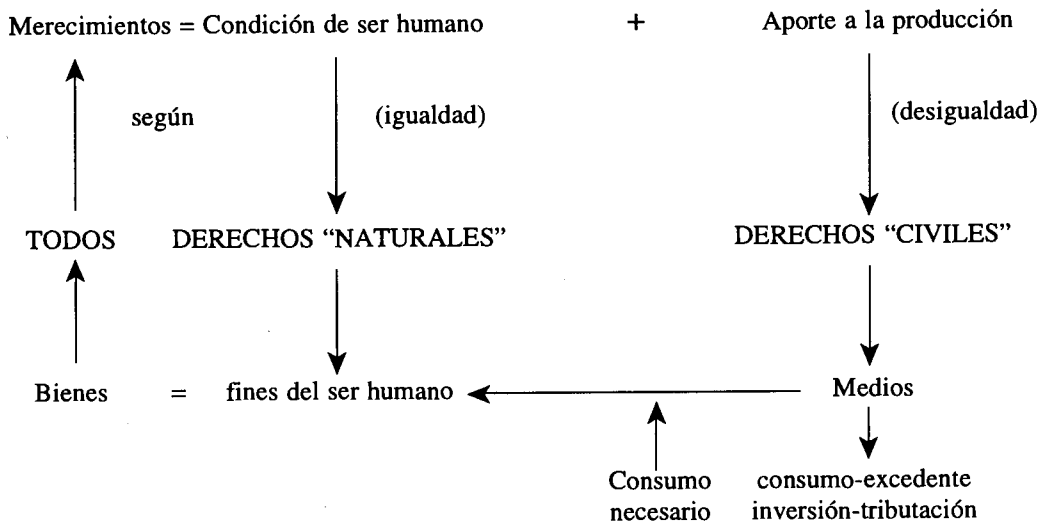 Merecimientos = Condición de ser humano + Aporte a la producción
según (igualdad) (desigualdad)
TODOS DERECHOS “NATURALES” DERECHOS “CIVILES”
Bienes = fines del ser humano Medios
Consumo consumo-excedente
necesario inversión-tributación